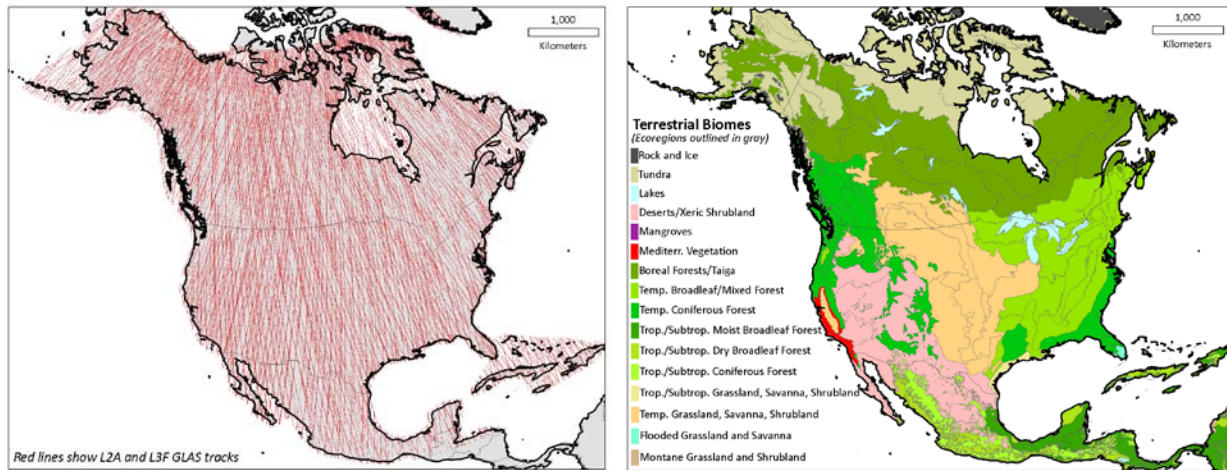 1,000
Kilometers
Red lines show L2A and L3F GLAS tracks
1,000
Kilometers
Terrestrial Biomes
(Ecoregions outlined in gray)
Rock and Ice
Tundra
Lakes
Deserts/Xeric Shrubland
Mangroves
Mediterr. Vegetation
Boreal Forests/Taiga
Temp. Broadleaf/Mixed Forest
Temp. Coniferous Forest
Trop./Subtrop. Moist Broadleaf Forest
Trop./Subtrop. Dry Broadleaf Forest
Trop./Subtrop. Coniferous Forest
Trop./Subtrop. Grassland, Savanna, Shrubland
Temp. Grassland, Savanna, Shrubland
Flooded Grassland and Savanna
Montane Grassland and Shrubland